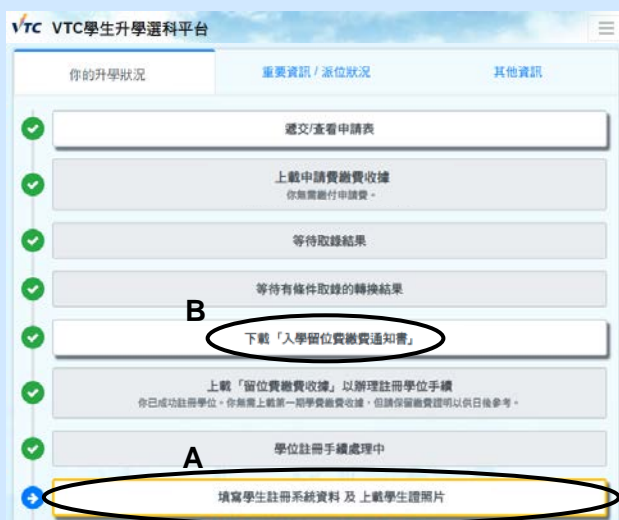 VTC VTC學生升學選科平台
你的升學狀況
重要資訊 / 派位狀況
其他資訊
遞交/查看申請表
上載申請費繳費收據
你無需繳付申請費。
等待取錄結果
等待有條件取錄的轉換結果
B
下載「入學留位費繳費通知書」
上載「留位費繳費收據」以辦理註冊學位手續
你已成功註冊學位。你無需上載第一期學費繳費收據，但請保留繳費證明以供日後參考。
學位註冊手續處理中
A
填寫學生註冊系統資料 及 上載學生證照片